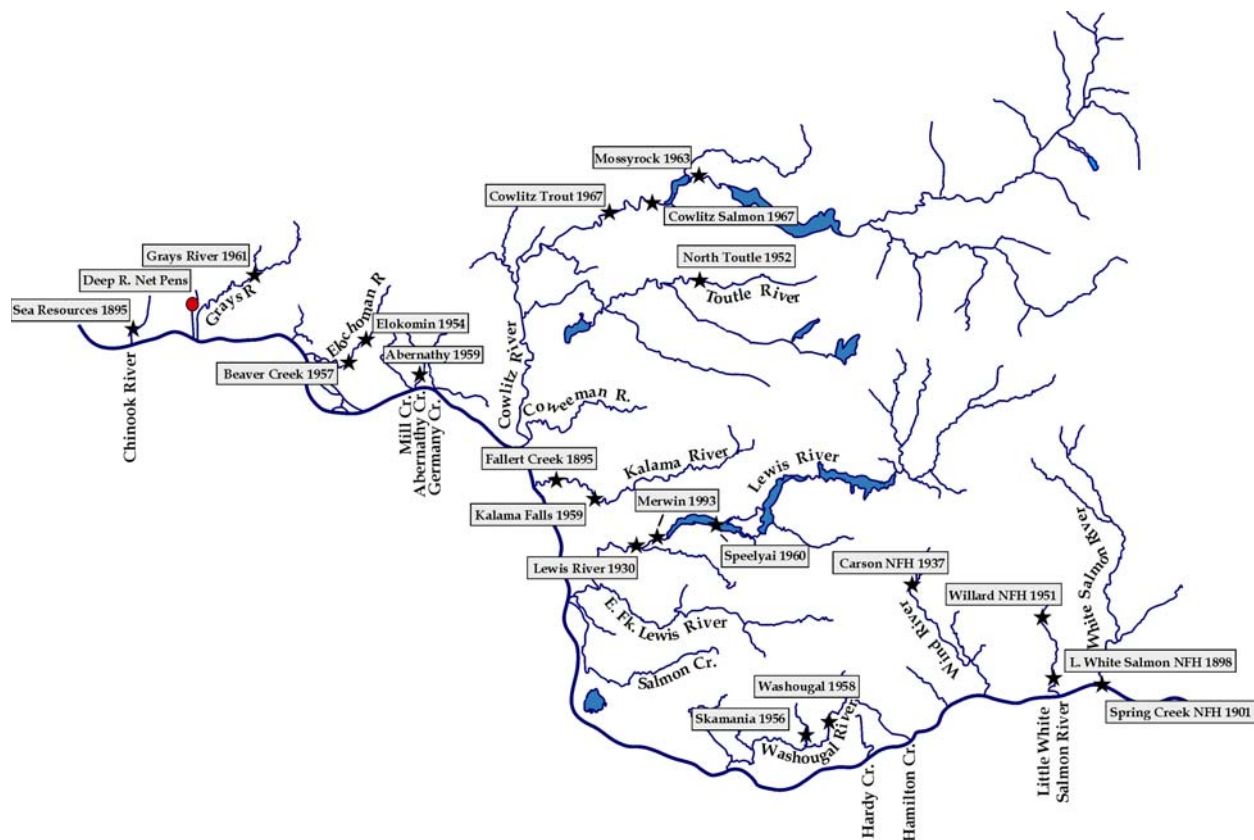 Mossyrock 1963
Cowlitz Trout 1967
Cowlitz Salmon 1967
Grays River 1961
North Toutle 1952
Deep R. Net Pens
Toutle River
Grays R
Elochoman R
Sea Resources 1895
Elokomin 1954
Abernathy 1959
Beaver Creek 1957
Cowlitz River
Chinook River
Mill Cr.
Abernathy Cr.
Germany Cr.
Coweeman R.
Fallert Creek 1895
Kalama River
Lewis River
Kalama Falls 1959
Merwin 1993
Lewis River 1930
Speelyai 1960
Carson NFH 1937
Willard NFH 1951
White Salmon River
E. Fk. Lewis River
Wind River
Salmon Cr.
L. White Salmon NFH 1898
Washougal 1958
Skamania 1956
Spring Creek NFH 1901
Washougal River
Hardy Cr.
Hamilton Cr.
Little White
Salmon River